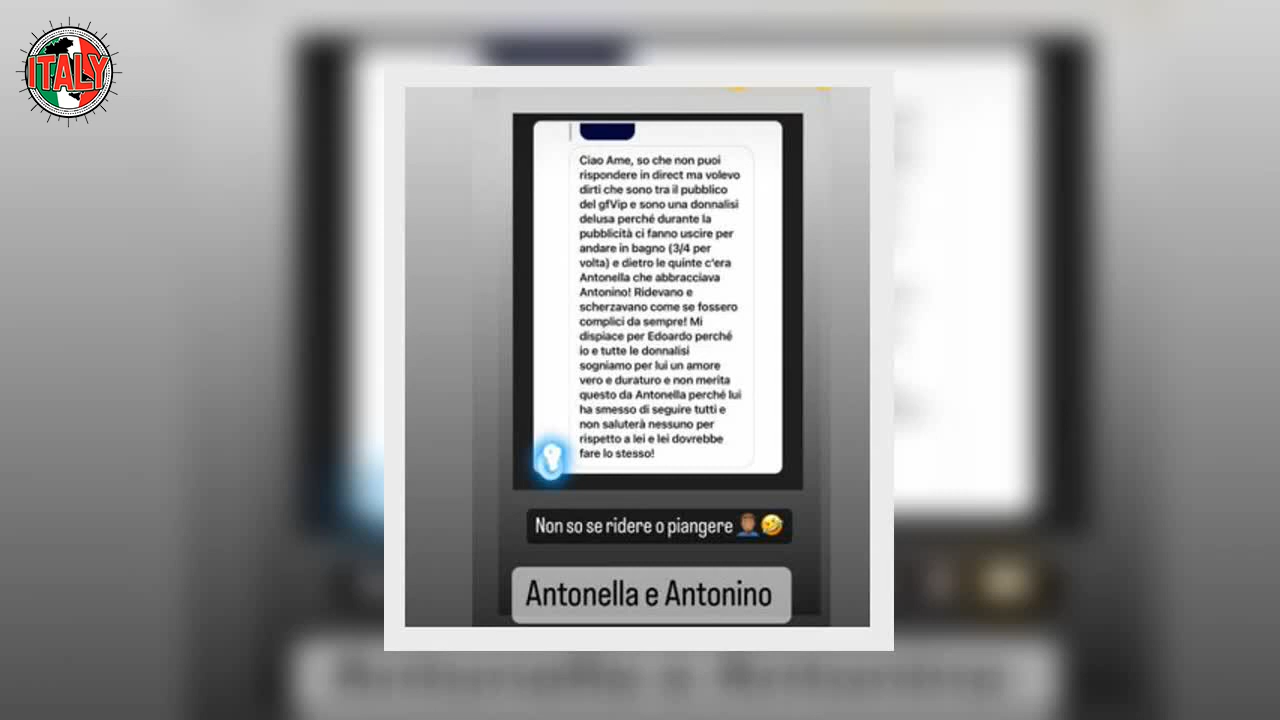 ITALY
Ciao Ame, so che non puoi
rispondere in direct ma volevo
dirti che sono tra il pubblico
del gfVip e sono una donnalisi
delusa perché durante la
pubblicità ci fanno uscire per
andare in bagno (3/4 per
volta) e dietro le quinte c'era
Antonella che abbracciava
Antonino! Ridevano e
scherzavano come se fossero
complici da sempre! Mi
dispiace per Edoardo perché
io e tutte le donnalisi
sogniamo per lui un amore
vero e duraturo e non merita
questo da Antonella perché lui
ha smesso di seguire tutti e
non saluterà nessuno per
rispetto a lei e lei dovrebbe
fare lo stesso!
Non so se ridere o piangere 🤦🏽‍♂️🤣
Antonella e Antonino